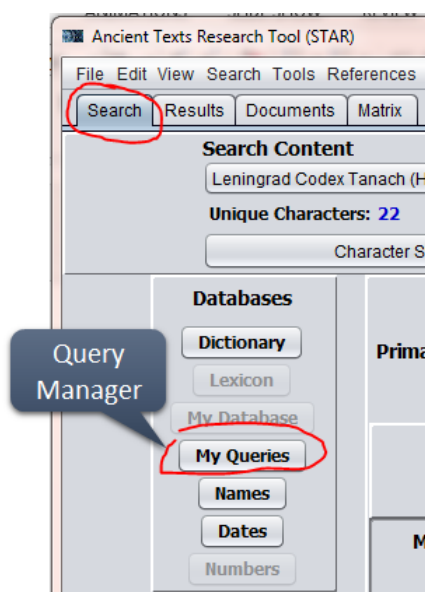 Ancient Texts Research Tool (STAR)
File Edit View Search Tools References
Search Results Documents Matrix
Search Content
Leningrad Codex Tanach (H
Unique Characters: 22
Character S
Databases
Dictionary
Prima
Lexicon
My Database
My Queries
Names
Dates
M
Numbers
Query
Manager